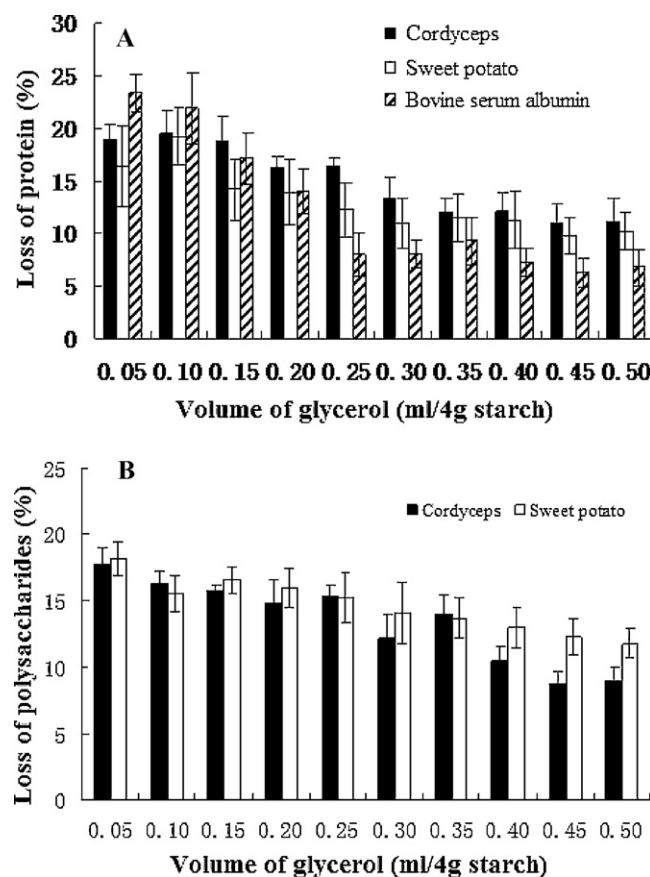 A
Loss of protein (%)
30
25
20
15
10
5
0
Cordyceps
Sweet potato
Bovine serum albumin
0. 05 0. 10 0. 15 0. 20 0. 25 0. 30 0. 35 0. 40 0. 45 0. 50
Volume of glycerol (ml/4g starch)
B
Loss of polysaccharides (%)
25
20
15
10
5
0
Cordyceps Sweet potato
0. 05 0. 10 0. 15 0. 20 0. 25 0. 30 0. 35 0. 40 0. 45 0. 50
Volume of glycerol (ml/4g starch)